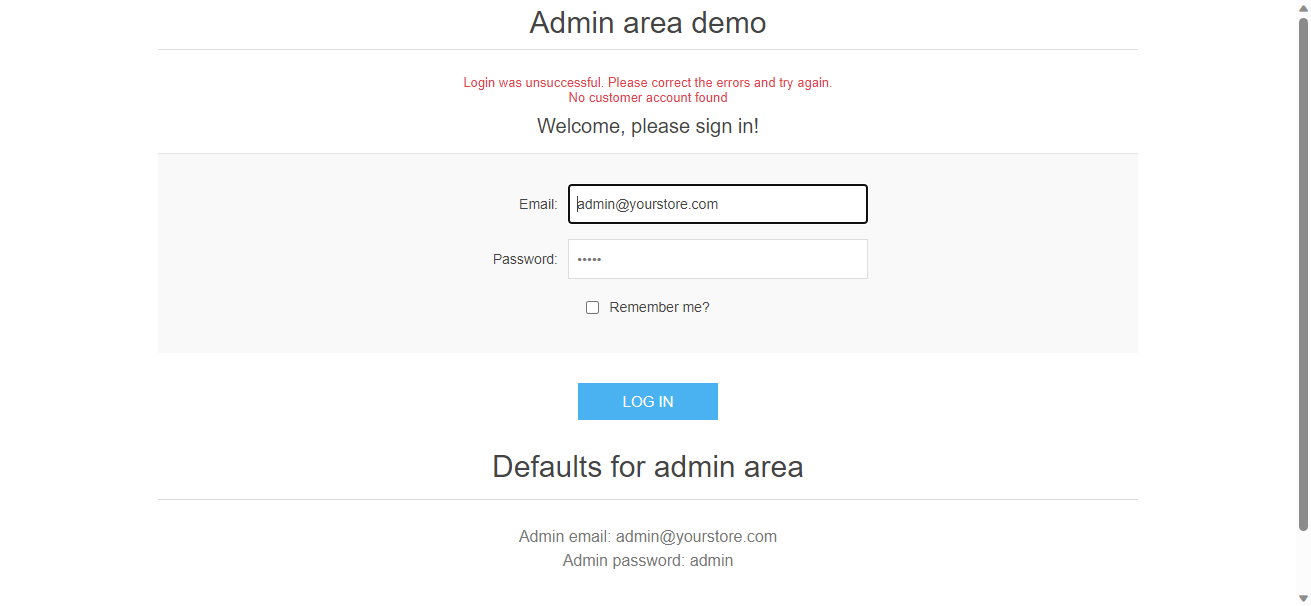 Admin area demo
Login was unsuccessful. Please correct the errors and try again.
No customer account found
Welcome, please sign in!
Email: admin@yourstore.com
Password: •••••
Remember me?
LOG IN
Defaults for admin area
Admin email: admin@yourstore.com
Admin password: admin